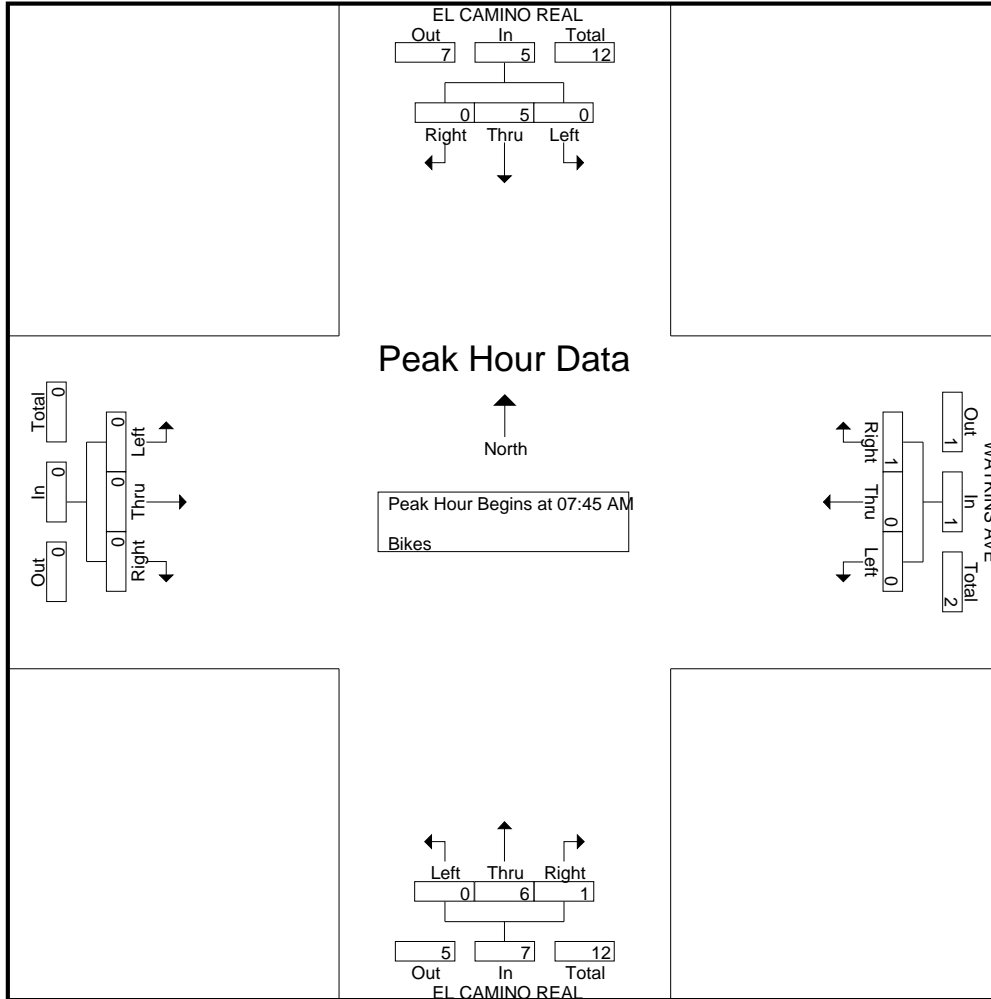 EL CAMINO REAL
Out In Total
7 5 12
0 5 0
Right Thru Left
Peak Hour Data
North
Peak Hour Begins at 07:45 AM
Bikes
Total 0
In 0
Out 0
Left 0
Thru 0
Right 0
Right 1
Thru 0
Left 0
Out 1
In 1
Total 2
WATKINS AVE
Left Thru Right
0 6 1
5 7 12
Out In Total
EL CAMINO REAL